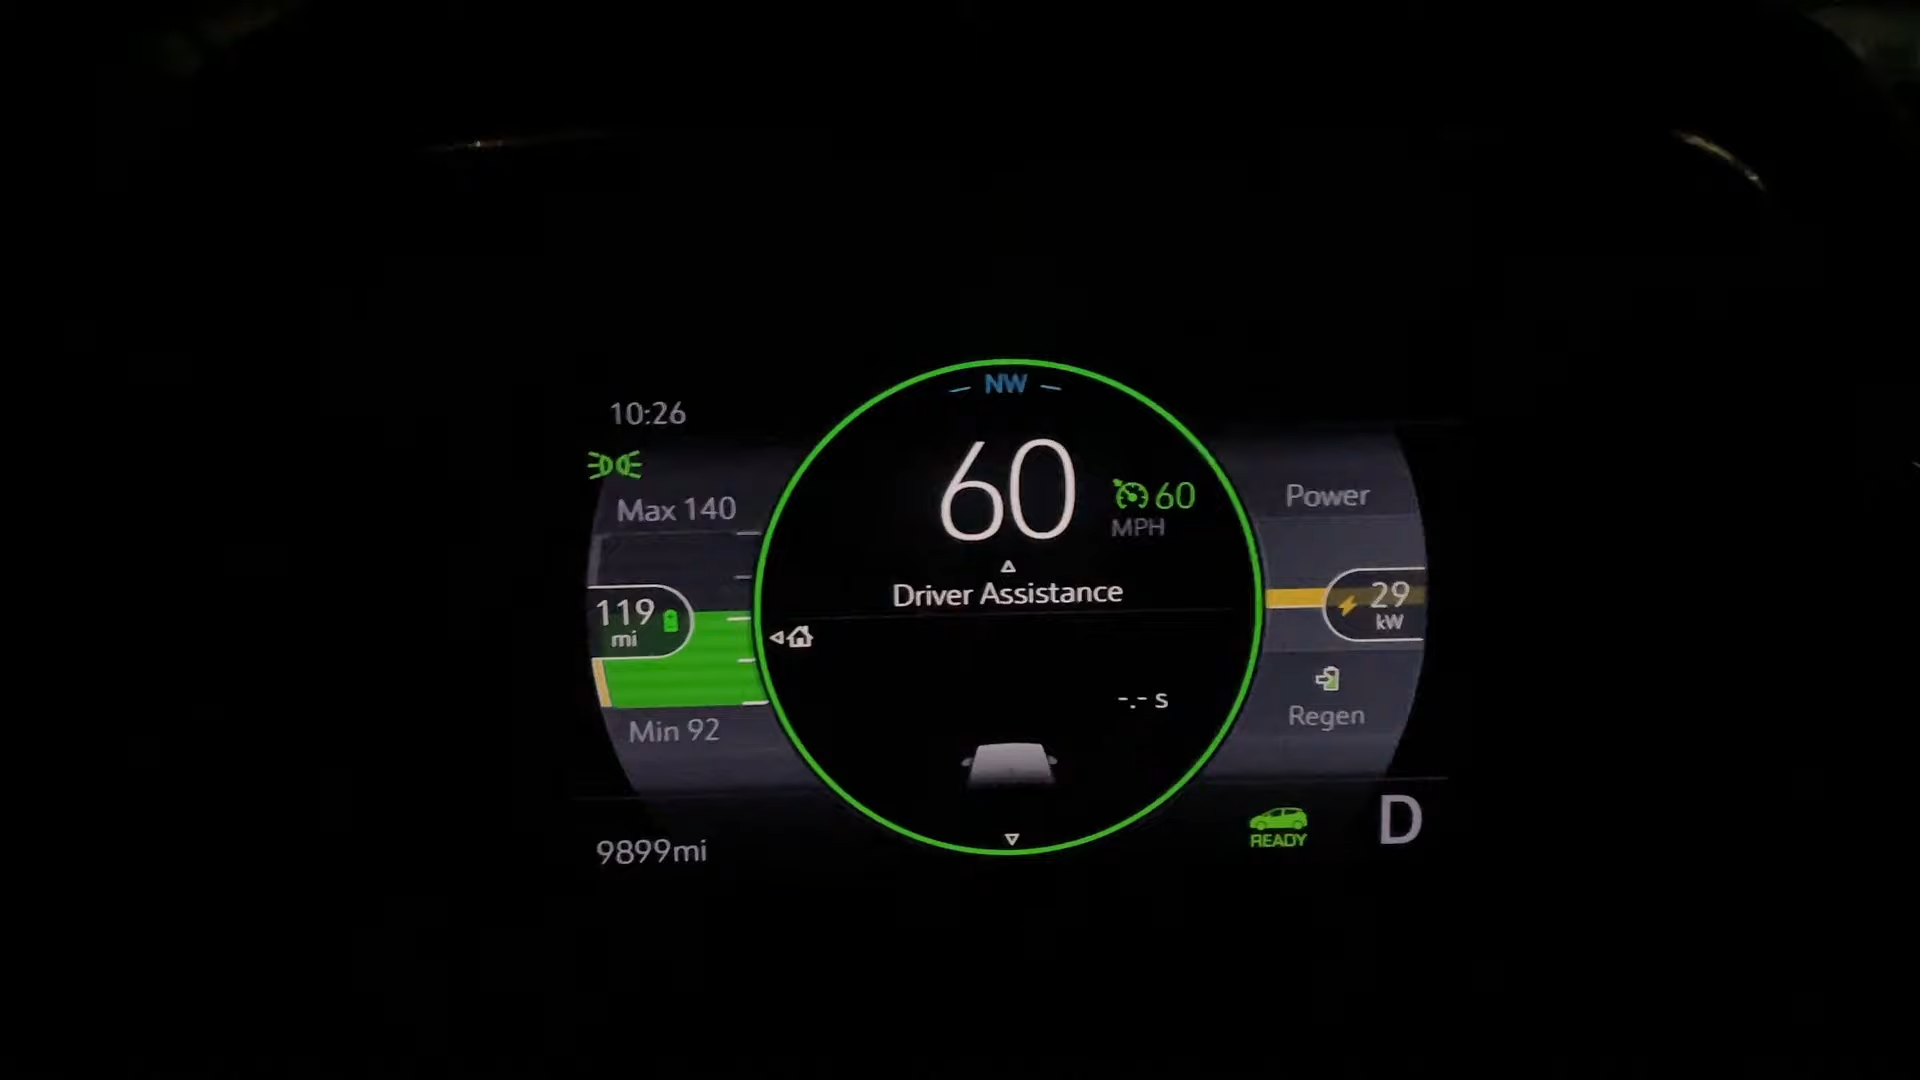 NW
10:26
60
60
MPH
Max 140
Power
Driver Assistance
119
mi
29
kW
-.- s
Min 92
Regen
9899mi
READY
D